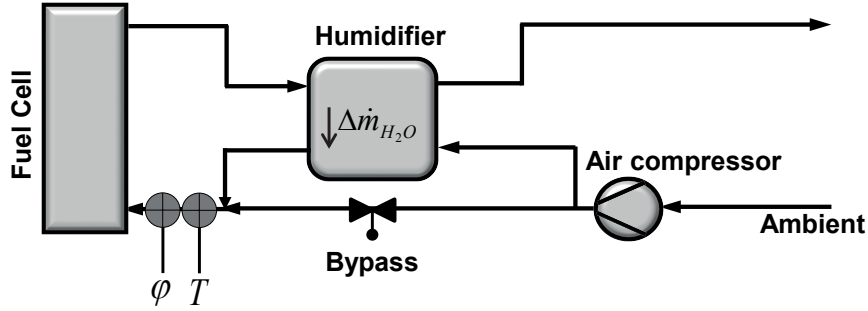 Humidifier
Fuel Cell
Δṁ_{H₂O}
Air compressor
Ambient
Bypass
φ T